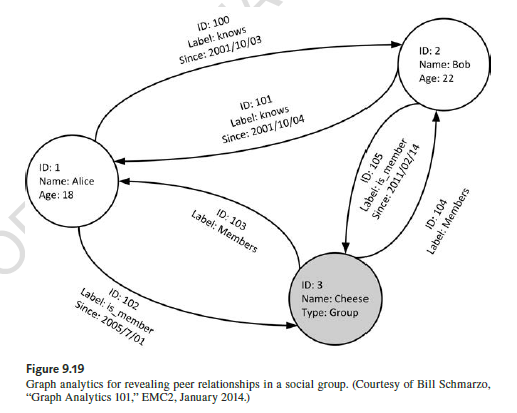 ID: 100
Label: knows
Since: 2001/10/03
ID: 2
Name: Bob
Age: 22
ID: 101
Label: knows
Since: 2001/10/04
ID: 1
Name: Alice
Age: 18
ID: 105
Label: is_member
Since: 2011/02/14
ID: 104
Label: Members
ID: 103
Label: Members
ID: 102
Label: is_member
Since: 2005/7/01
ID: 3
Name: Cheese
Type: Group
Figure 9.19
Graph analytics for revealing peer relationships in a social group. (Courtesy of Bill Schmarzo,
“Graph Analytics 101,” EMC2, January 2014.)